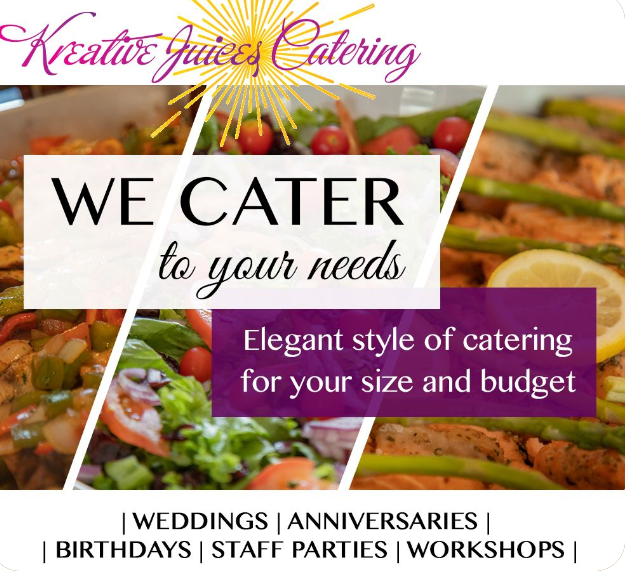 Kreative Juices Catering
WE CATER
to your needs
Elegant style of catering
for your size and budget
| WEDDINGS | ANNIVERSARIES |
| BIRTHDAYS | STAFF PARTIES | WORKSHOPS |